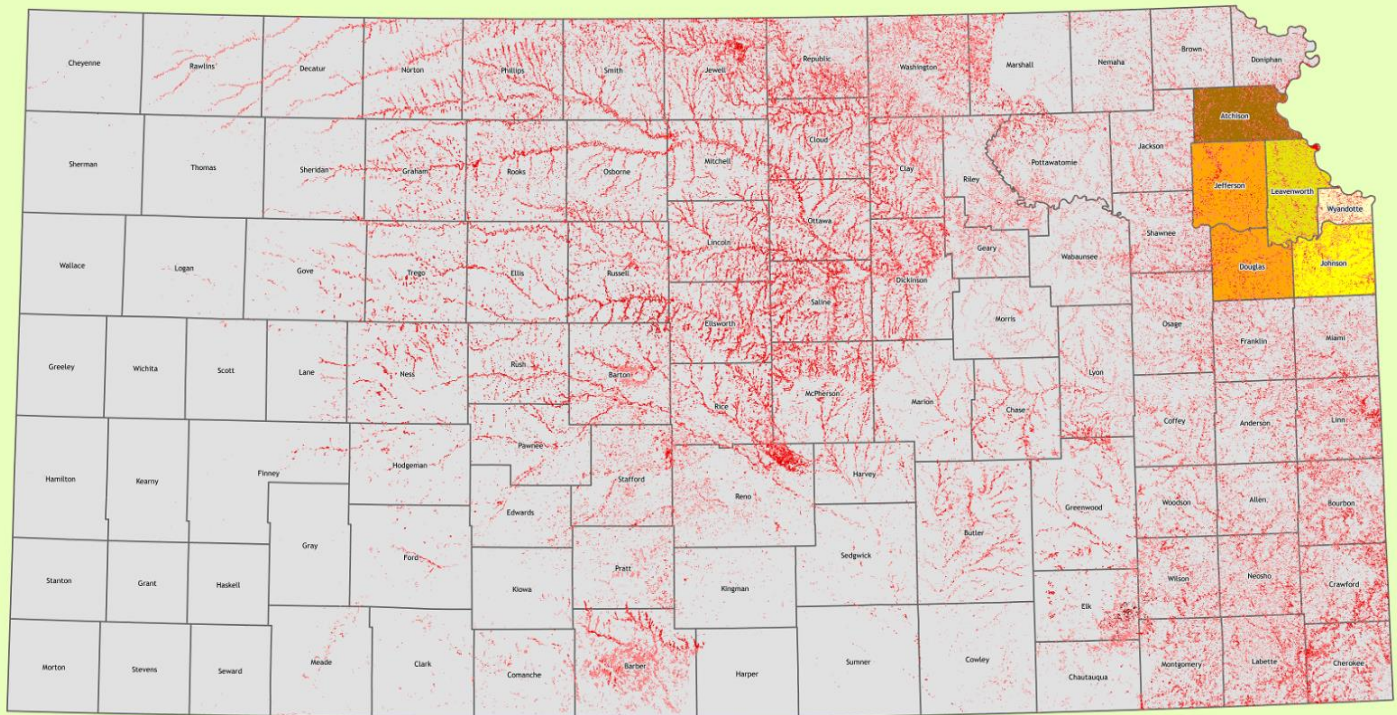 Cheyenne
Rawlins
Decatur
Norton
Phillips
Smith
Jewell
Republic
Washington
Marshall
Nemaha
Brown
Doniphan
Atchison
Sherman
Thomas
Sheridan
Graham
Rooks
Osborne
Mitchell
Cloud
Clay
Riley
Pottawatomie
Jackson
Jefferson
Leavenworth
Wyandotte
Wallace
Logan
Gove
Trego
Ellis
Russell
Lincoln
Ottawa
Dickinson
Geary
Wabaunsee
Shawnee
Douglas
Johnson
Greeley
Wichita
Scott
Lane
Ness
Rush
Barton
Ellsworth
Saline
Morris
Osage
Franklin
Miami
Rice
McPherson
Marion
Chase
Lyon
Coffey
Anderson
Linn
Hamilton
Kearny
Finney
Hodgeman
Pawnee
Stafford
Reno
Harvey
Butler
Greenwood
Woodson
Allen
Bourbon
Gray
Ford
Edwards
Kiowa
Pratt
Kingman
Sedgwick
Elk
Wilson
Neosho
Crawford
Stanton
Grant
Haskell
Morton
Stevens
Seward
Meade
Clark
Comanche
Barber
Harper
Sumner
Cowley
Chautauqua
Montgomery
Labette
Cherokee